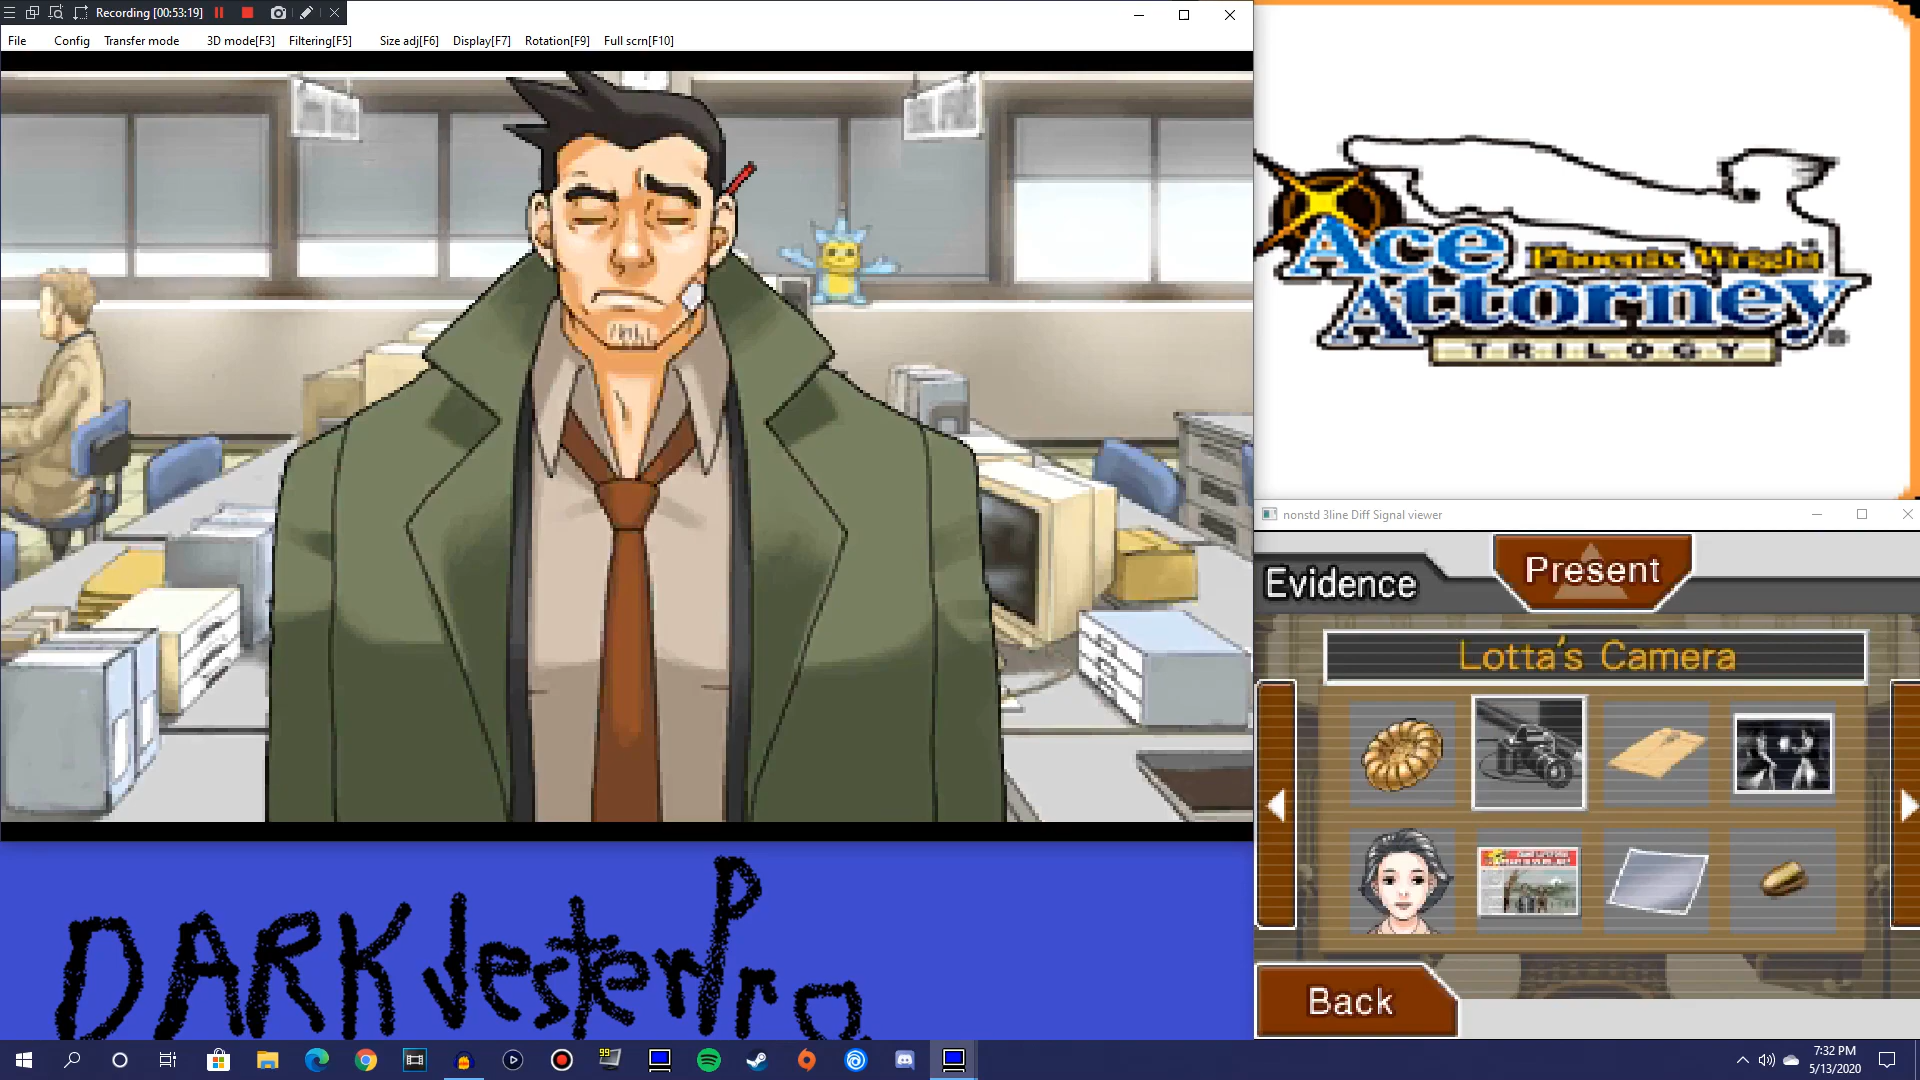 Recording [00:53:19]
File Config Transfer mode 3D mode[F3] Filtering[F5] Size adj[F6] Display[F7] Rotation[F9] Full scrn[F10]
Ace
Phoenix Wright
Attorney
TRILOGY
nonstd 3line Diff Signal viewer
Evidence
Present
Lotta's Camera
Back
DARKJesterPro
99
7:32 PM
5/13/2020